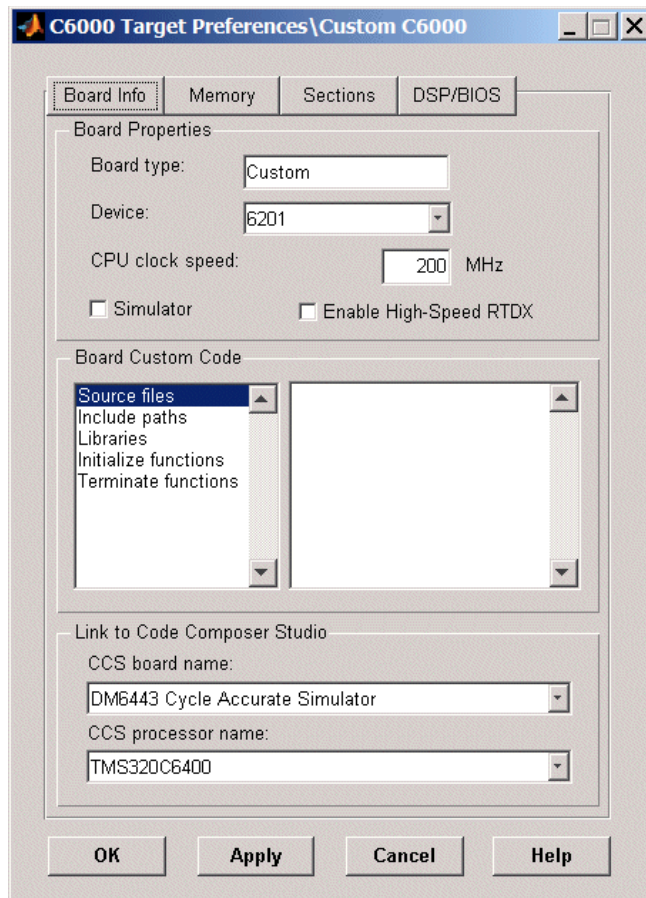 C6000 Target Preferences\Custom C6000
Board Info Memory Sections DSP/BIOS
Board Properties
Board type: Custom
Device: 6201
CPU clock speed: 200 MHz
Simulator Enable High-Speed RTDX
Board Custom Code
Source files
Include paths
Libraries
Initialize functions
Terminate functions
Link to Code Composer Studio
CCS board name:
DM6443 Cycle Accurate Simulator
CCS processor name:
TMS320C6400
OK Apply Cancel Help